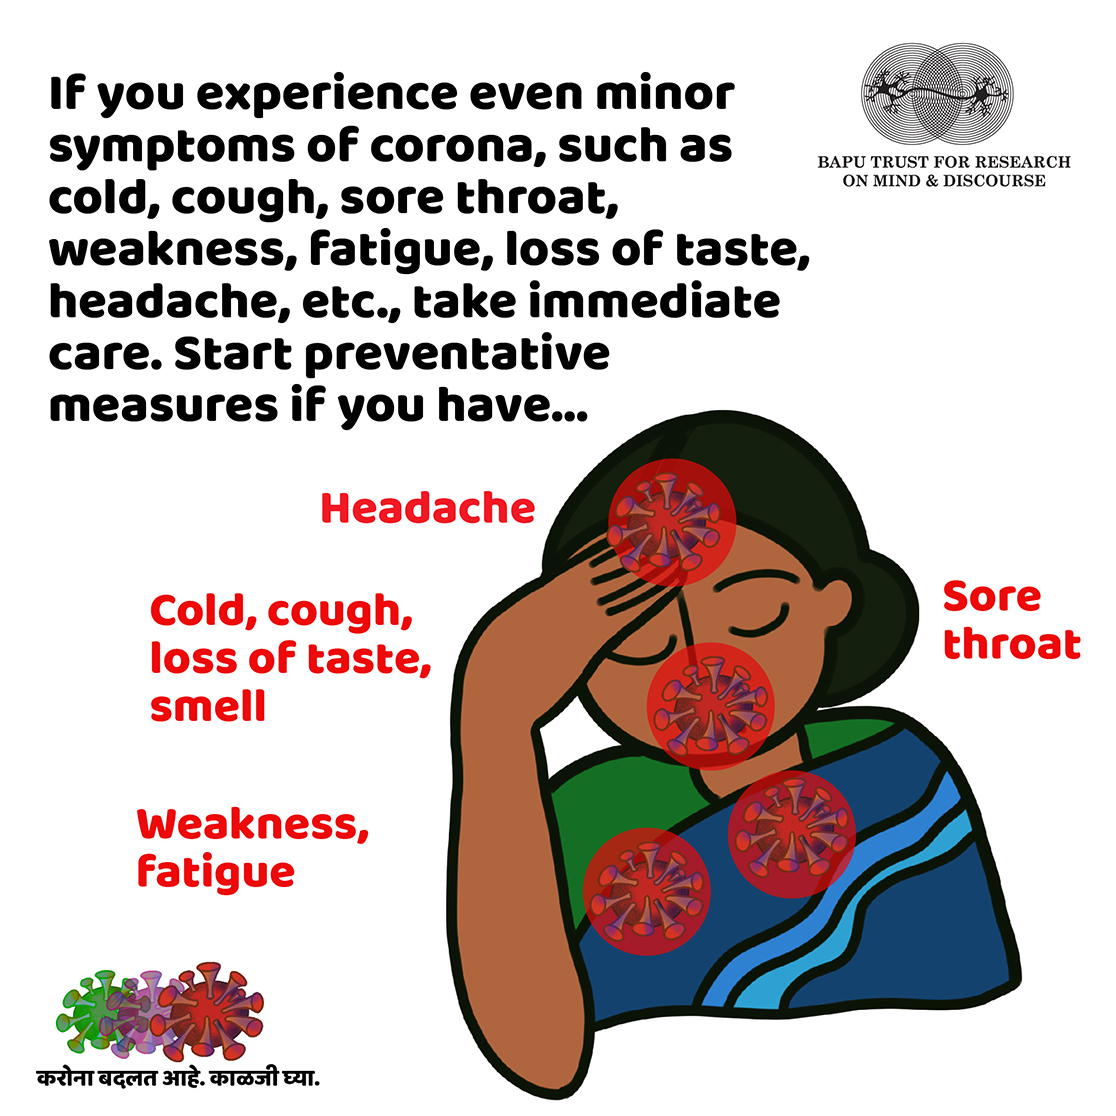 If you experience even minor
symptoms of corona, such as
cold, cough, sore throat,
weakness, fatigue, loss of taste,
headache, etc., take immediate
care. Start preventative
measures if you have...
BAPU TRUST FOR RESEARCH
ON MIND & DISCOURSE
Headache
Cold, cough,
loss of taste,
smell
Sore
throat
Weakness,
fatigue
करोना बदलत आहे. काळजी घ्या.